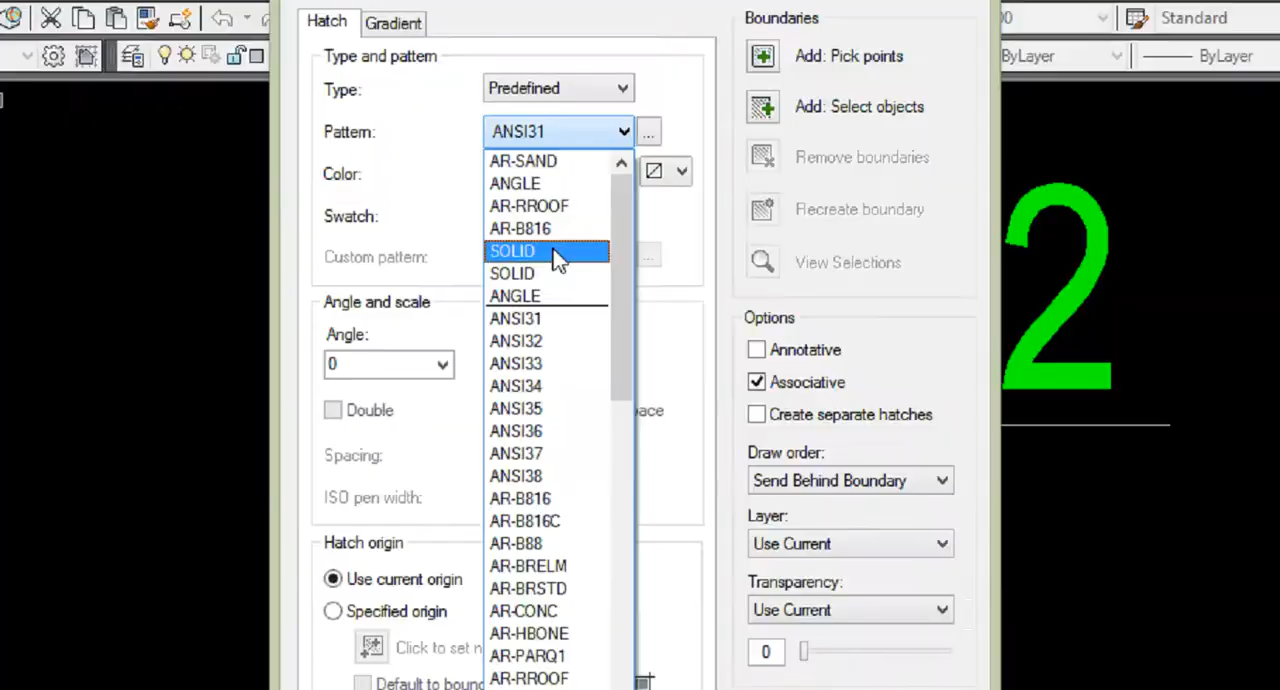 Standard
ByLayer
ByLayer
Hatch
Gradient
Type and pattern
Type:
Predefined
Pattern:
ANSI31
...
Color:
Swatch:
Custom pattern:
...
AR-SAND
ANGLE
AR-RROOF
AR-B816
SOLID
SOLID
ANGLE
ANSI31
ANSI32
ANSI33
ANSI34
ANSI35
ANSI36
ANSI37
ANSI38
AR-B816
AR-B816C
AR-B88
AR-BRELM
AR-BRSTD
AR-CONC
AR-HBONE
AR-PARQ1
AR-RROOF
Angle and scale
Angle:
0
Double
Spacing:
ISO pen width:
Hatch origin
Use current origin
Specified origin
Click to set
Default to
Boundaries
Add: Pick points
Add: Select objects
Remove boundaries
Recreate boundary
View Selections
Options
Annotative
Associative
Create separate hatches
Draw order:
Send Behind Boundary
Layer:
Use Current
Transparency:
Use Current
0
2